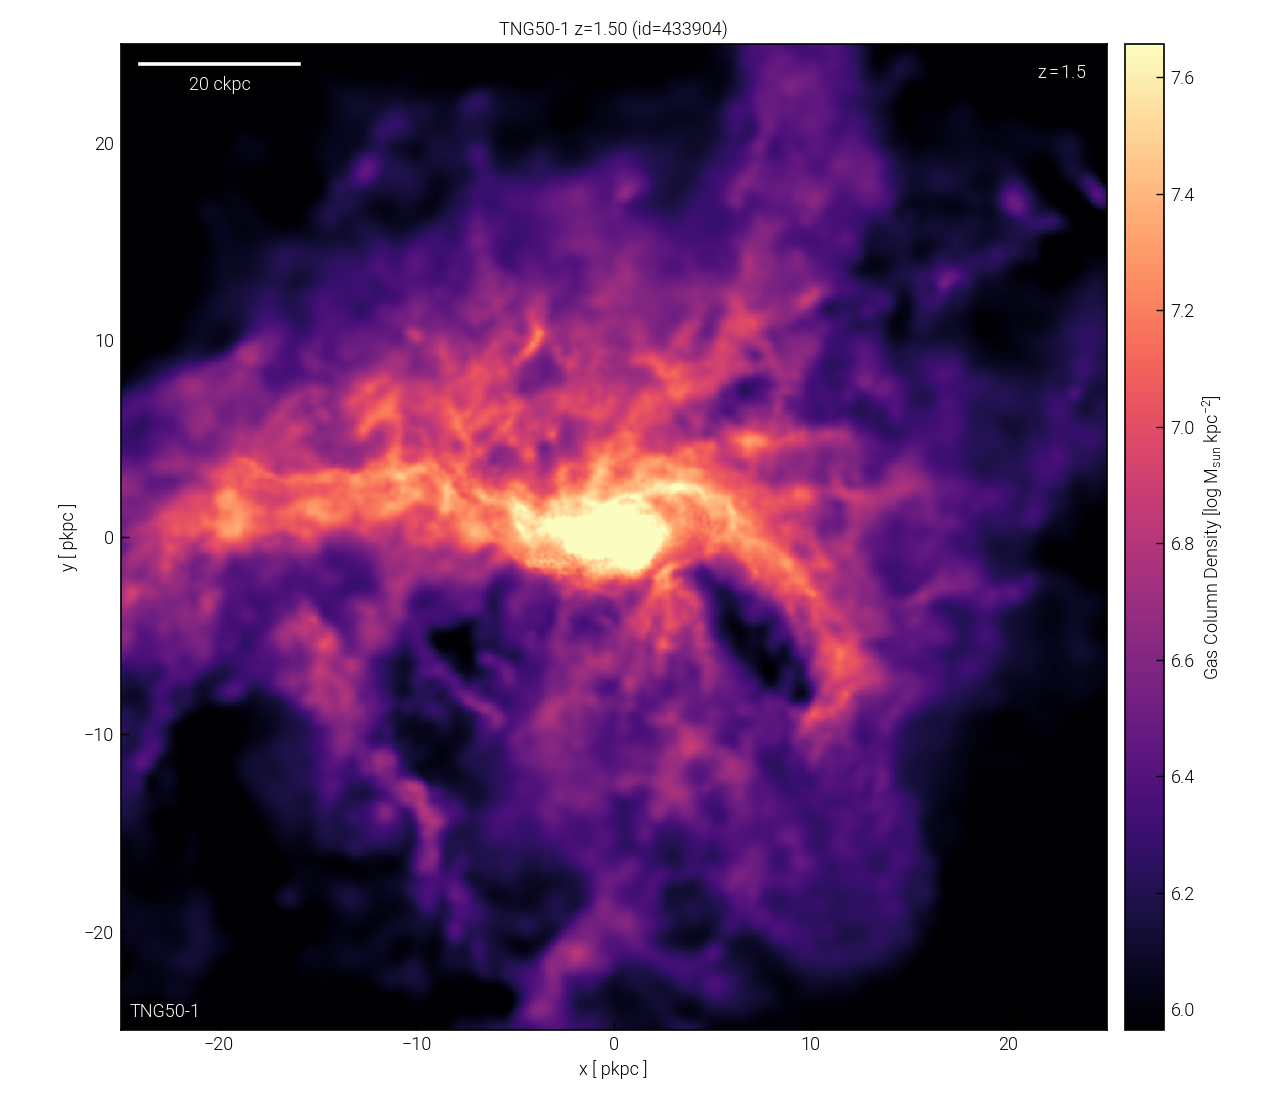 TNG50-1 z=1.50 (id=433904)
20 ckpc
z = 1.5
TNG50-1
20
10
0
−10
−20
y [ pkpc ]
−20
−10
0
10
20
x [ pkpc ]
7.6
7.4
7.2
7.0
6.8
6.6
6.4
6.2
6.0
Gas Column Density [log M_sun kpc⁻²]